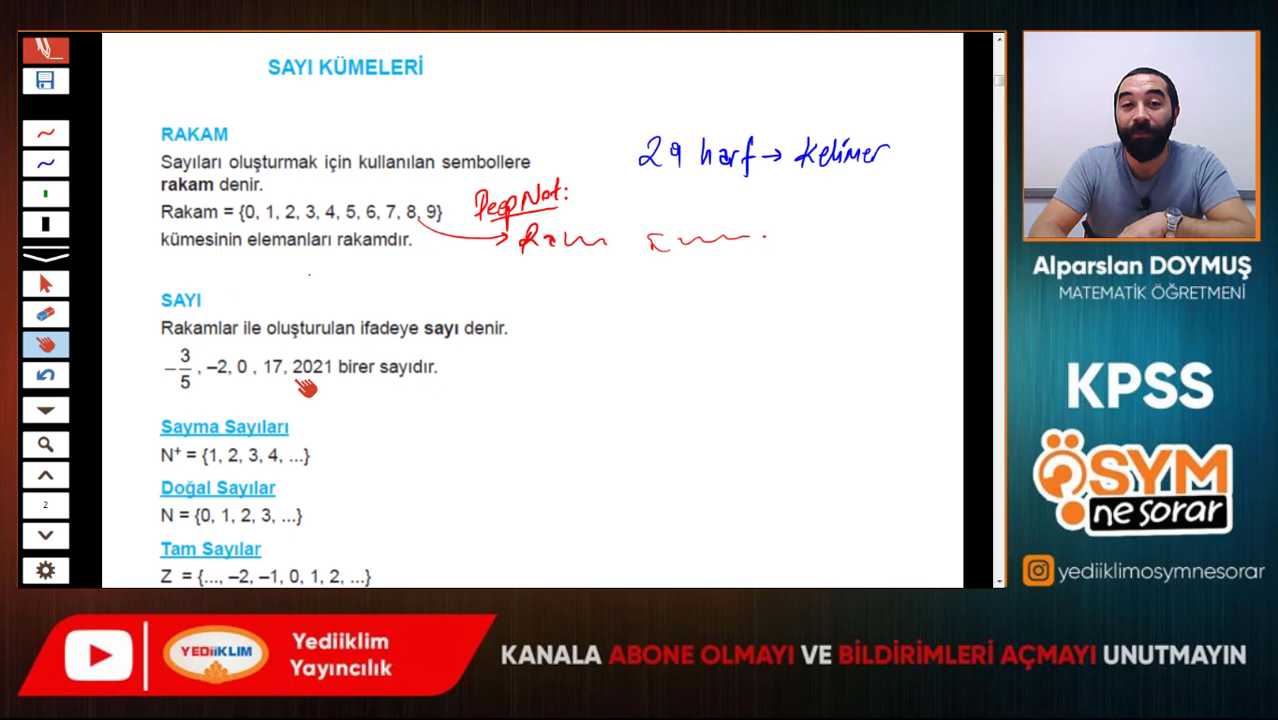 SAYI KÜMELERİ
RAKAM
Sayıları oluşturmak için kullanılan sembollere
rakam denir.
Rakam = {0, 1, 2, 3, 4, 5, 6, 7, 8, 9}
kümesinin elemanları rakamdır.
29 harf → Kelimer
Not:
SAYI
Rakamlar ile oluşturulan ifadeye sayı denir.
−3/5 , –2, 0 , 17, 2021 birer sayıdır.
Sayma Sayıları
N⁺ = {1, 2, 3, 4, ...}
Doğal Sayılar
N = {0, 1, 2, 3, ...}
Tam Sayılar
Z = {..., –2, –1, 0, 1, 2, ...}
2
Alparslan DOYMUŞ
MATEMATİK ÖĞRETMENİ
KPSS
ÖSYM
ne sorar
yediiklimosymnesorar
YEDİİKLİM
Yediiklim
Yayıncılık
KANALA ABONE OLMAYI VE BİLDİRİMLERİ AÇMAYI UNUTMAYIN